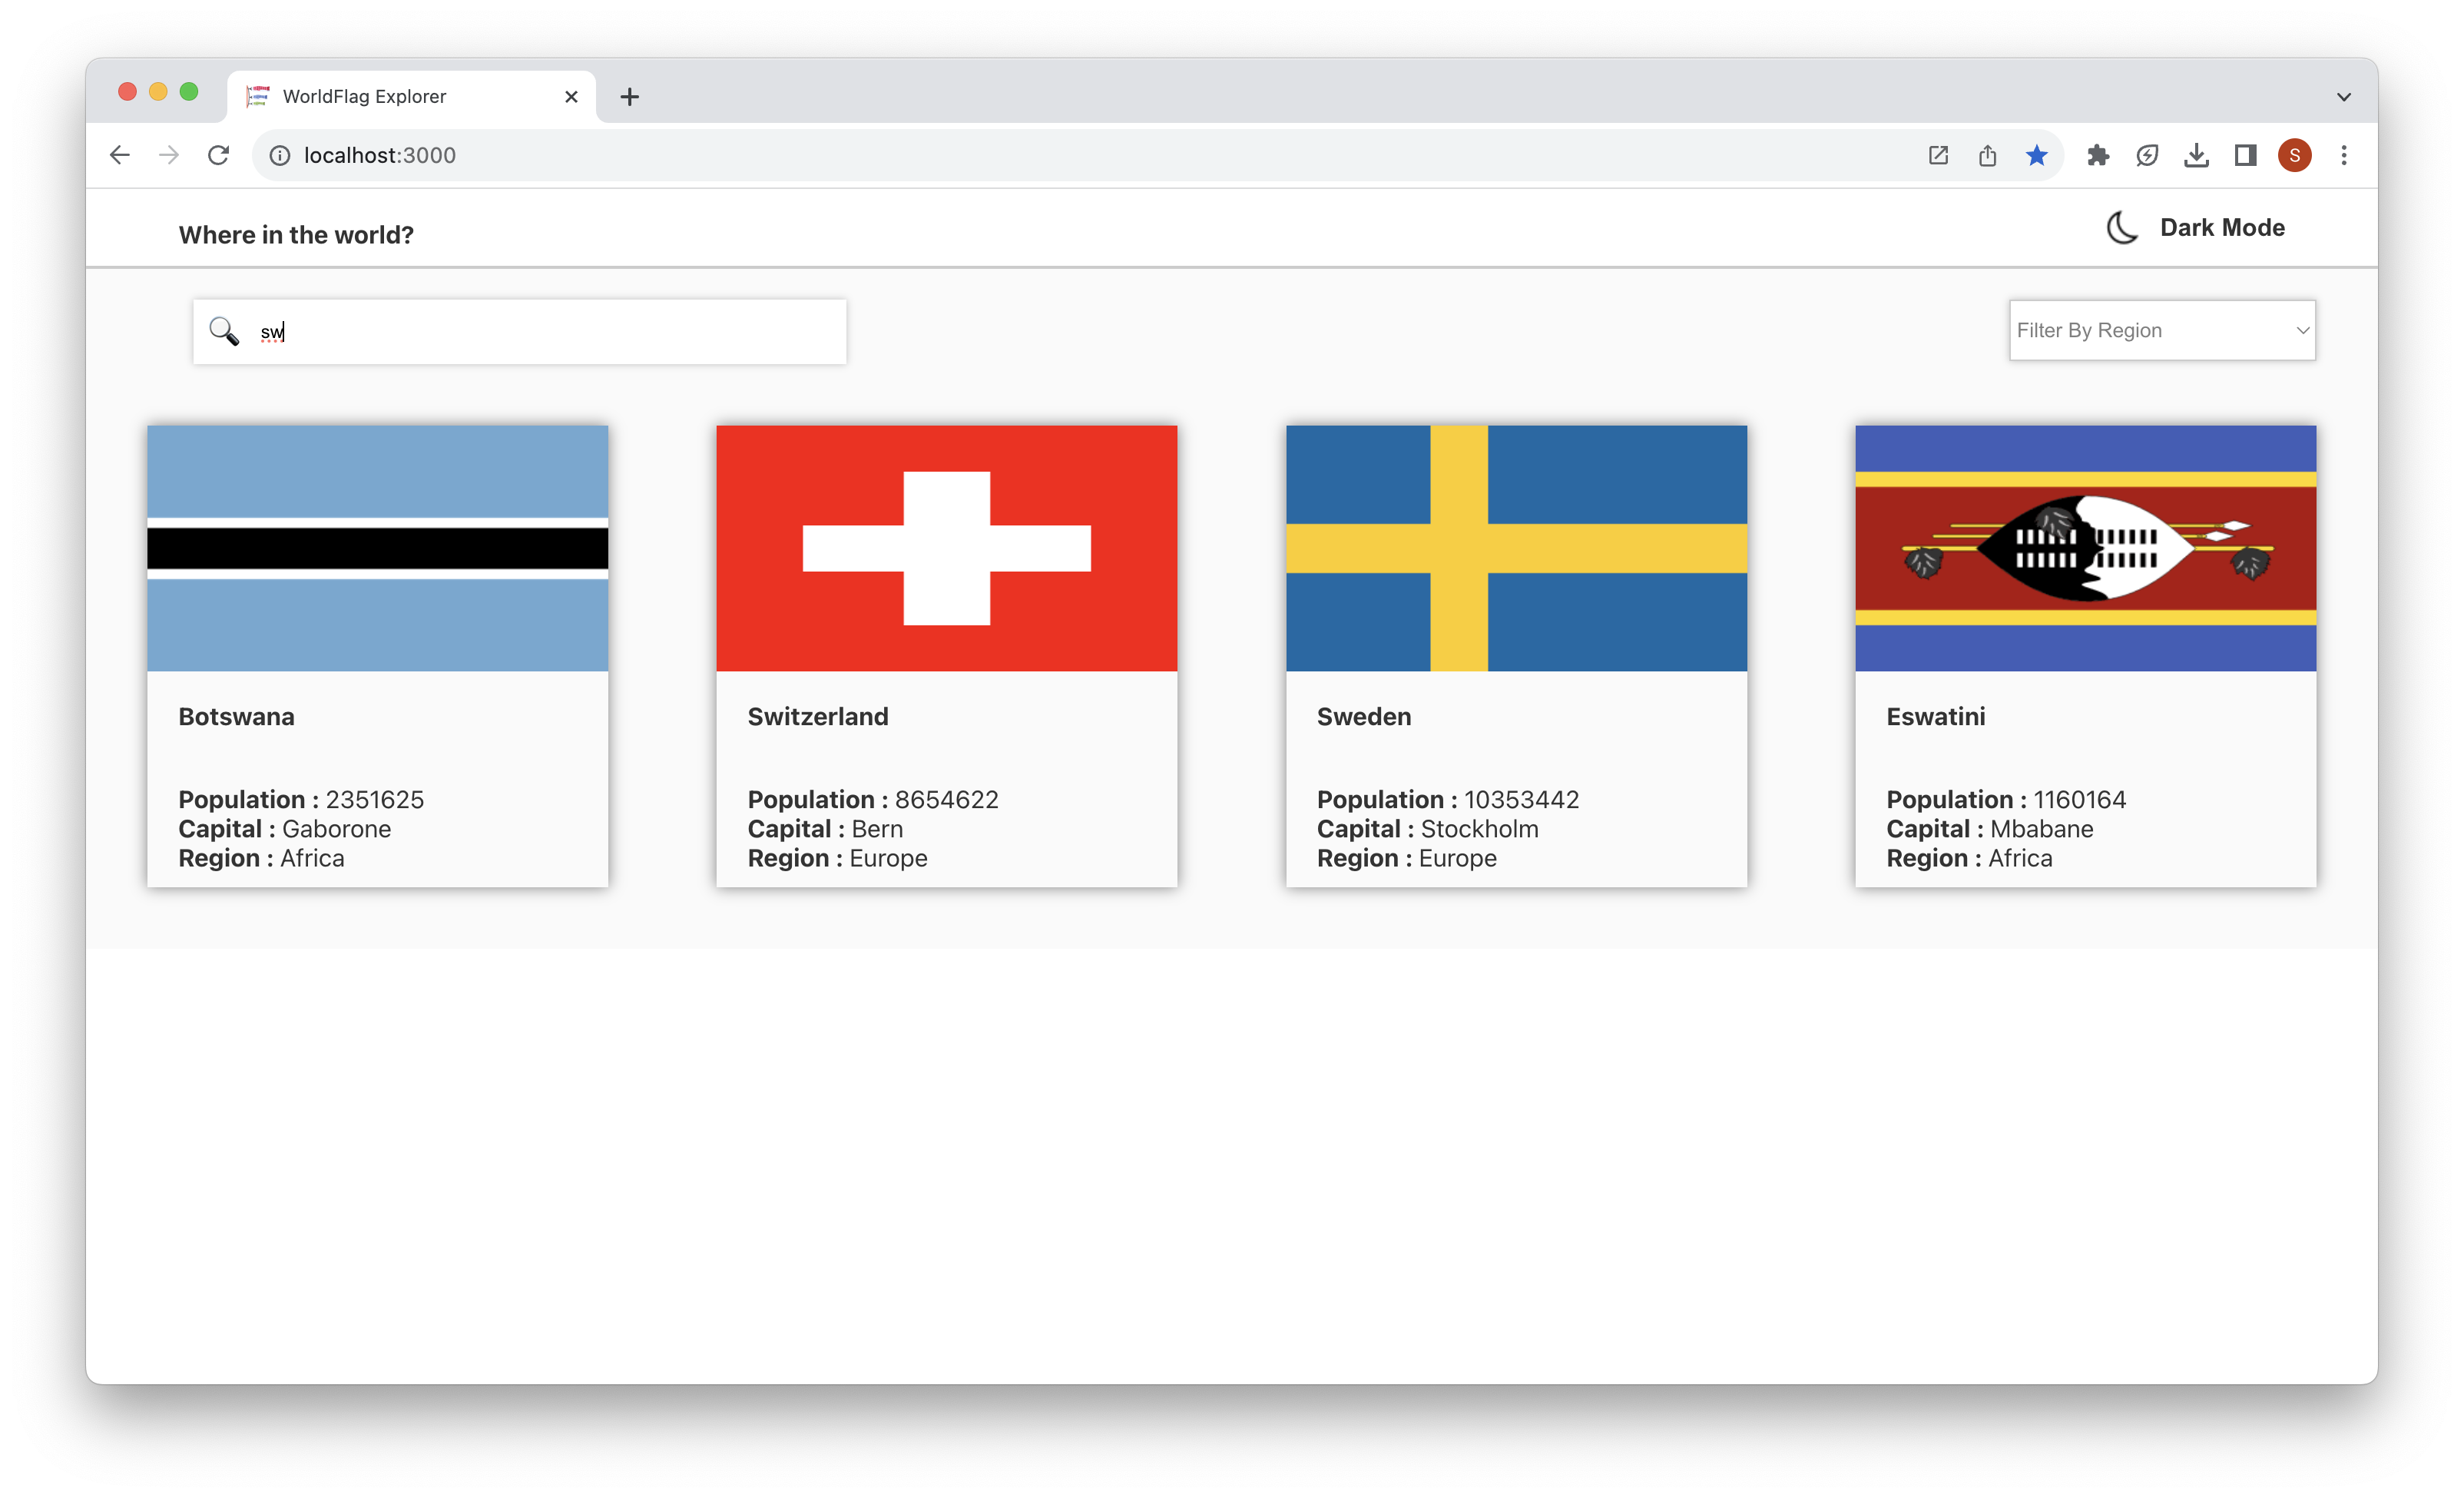 WorldFlag Explorer
localhost:3000
S
Where in the world?
Dark Mode
sw
Filter By Region
Botswana
Population : 2351625
Capital : Gaborone
Region : Africa
Switzerland
Population : 8654622
Capital : Bern
Region : Europe
Sweden
Population : 10353442
Capital : Stockholm
Region : Europe
Eswatini
Population : 1160164
Capital : Mbabane
Region : Africa